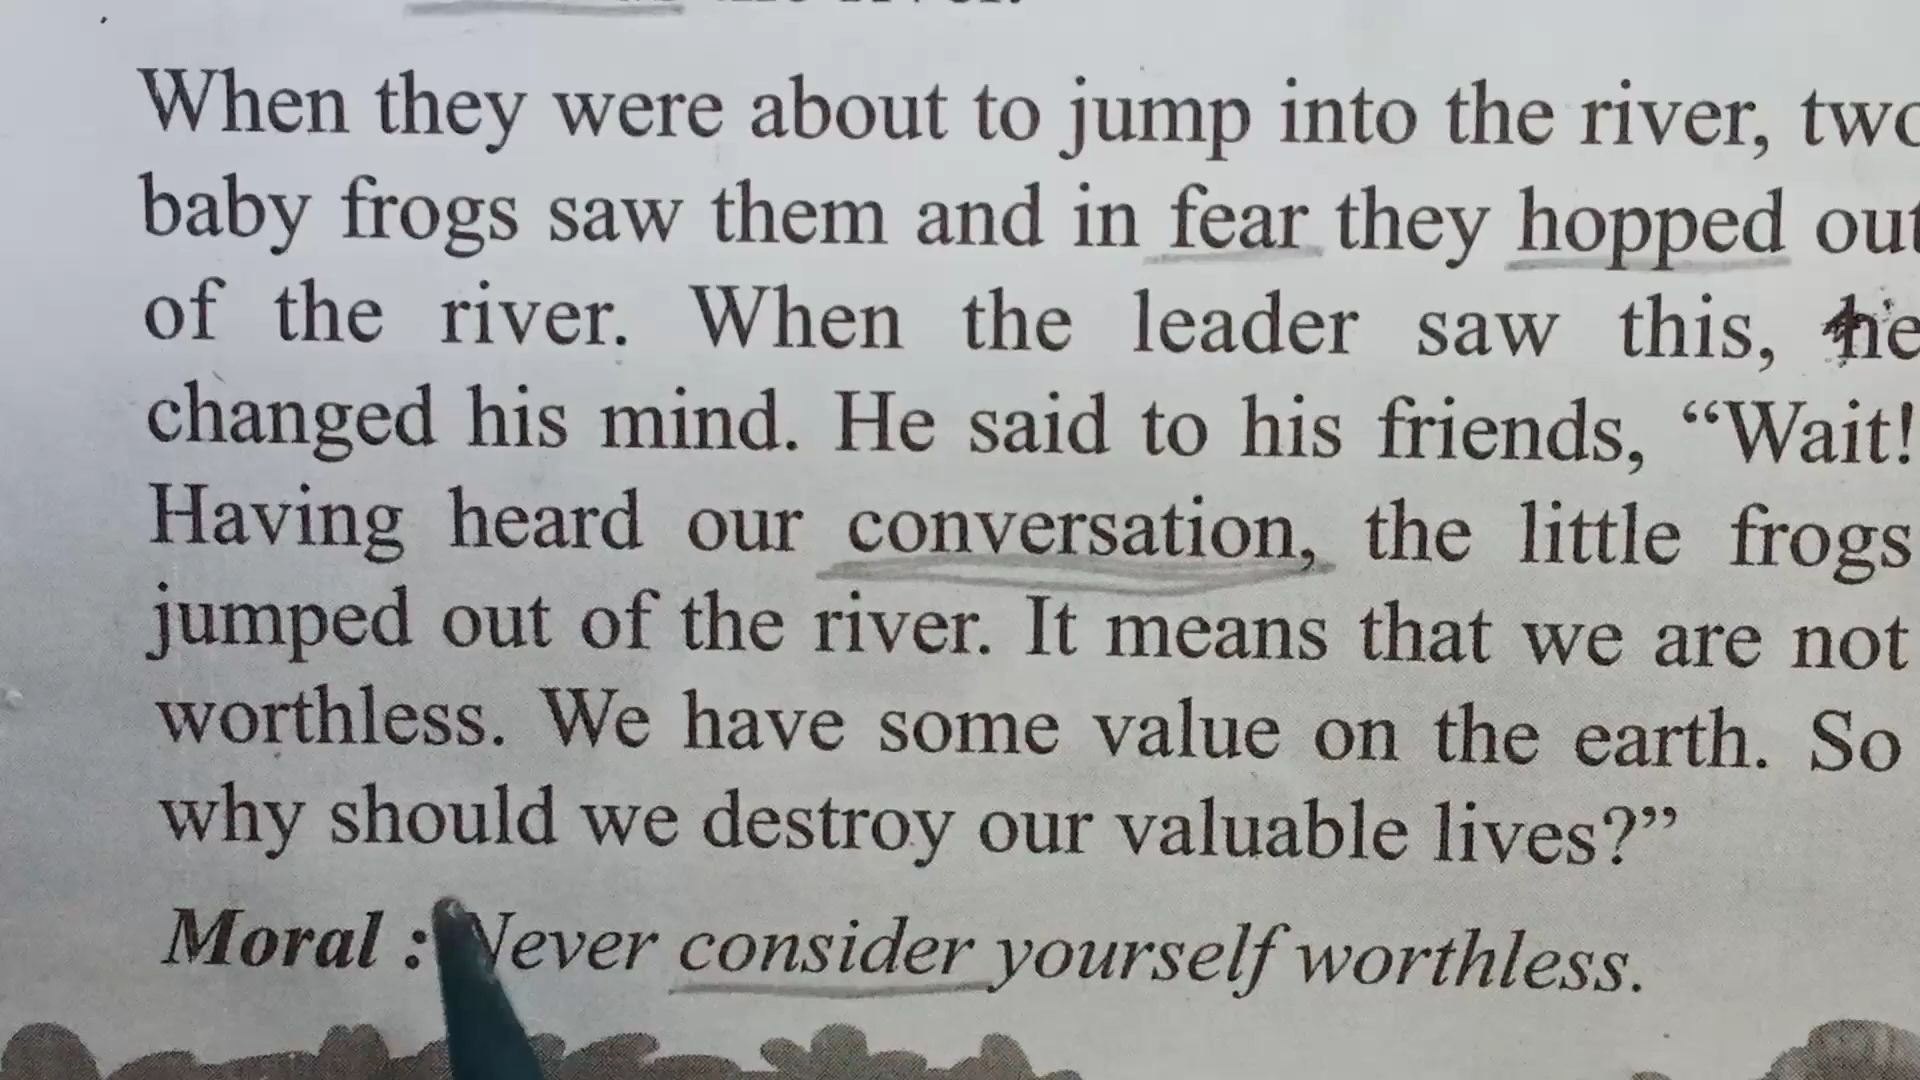 When they were about to jump into the river, two
baby frogs saw them and in fear they hopped out
of the river. When the leader saw this, he
changed his mind. He said to his friends, “Wait!
Having heard our conversation, the little frogs
jumped out of the river. It means that we are not
worthless. We have some value on the earth. So
why should we destroy our valuable lives?”
Moral : Never consider yourself worthless.